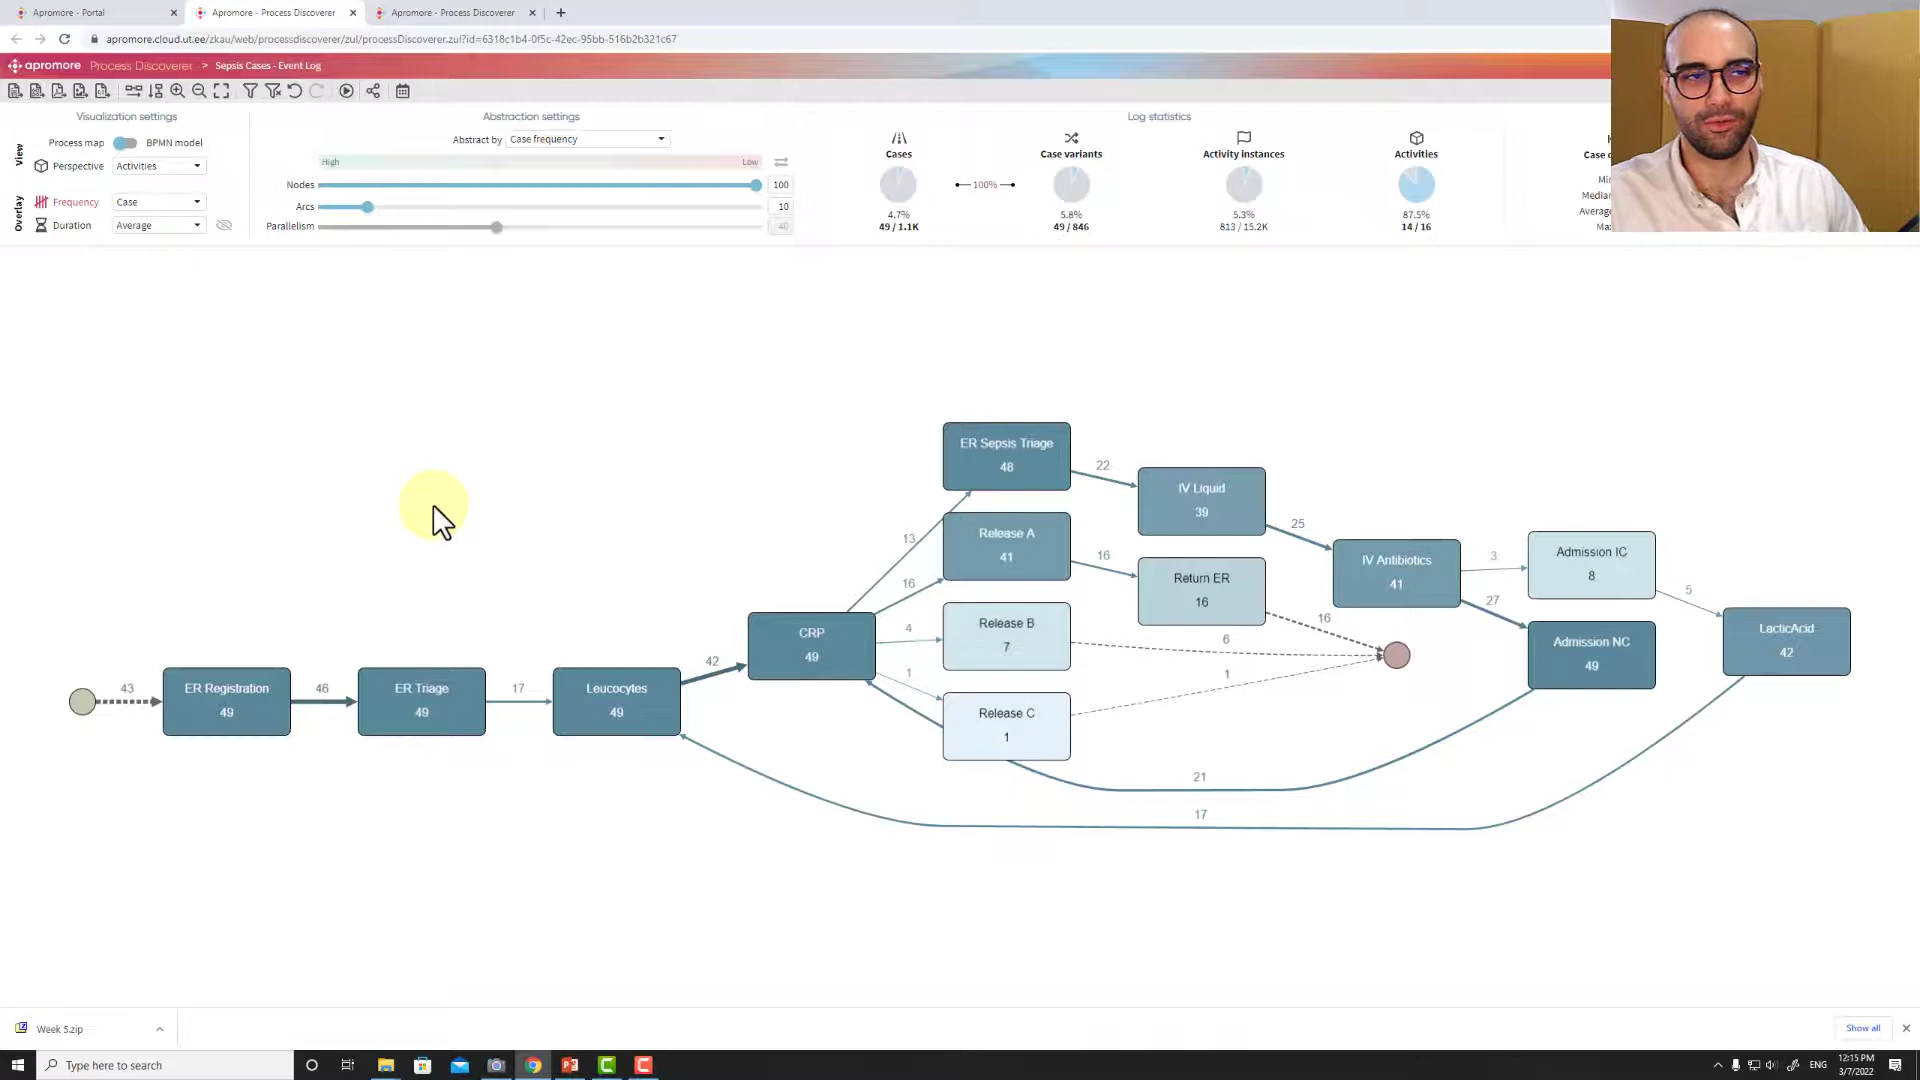 Apromore - Portal
Apromore - Process Discoverer
Apromore - Process Discoverer
apromore.cloud.ut.ee/zkau/web/processdiscoverer/zul/processDiscoverer.zul?id=6318c1b4-0f5c-42ec-95bb-516b2b321c67
apromore Process Discoverer > Sepsis Cases - Event Log
Visualization settings
Abstraction settings
Log statistics
View
Process map
BPMN model
Perspective
Activities
Overlay
Frequency
Case
Duration
Average
Abstract by
Case frequency
High
Low
Nodes
100
Arcs
10
Parallelism
40
Cases
4.7%
49 / 1.1K
100%
Case variants
5.8%
49 / 846
Activity instances
5.3%
813 / 15.2K
Activities
87.5%
14 / 16
Case
Median
Average
43
ER Registration
49
46
ER Triage
49
17
Leucocytes
49
42
CRP
49
13
16
4
1
ER Sepsis Triage
48
22
Release A
41
16
Release B
7
6
Release C
1
1
IV Liquid
39
25
Return ER
16
16
IV Antibiotics
41
3
27
Admission IC
8
5
Admission NC
49
LacticAcid
42
21
17
Week 5.zip
Show all
Type here to search
ENG
12:15 PM
3/7/2022